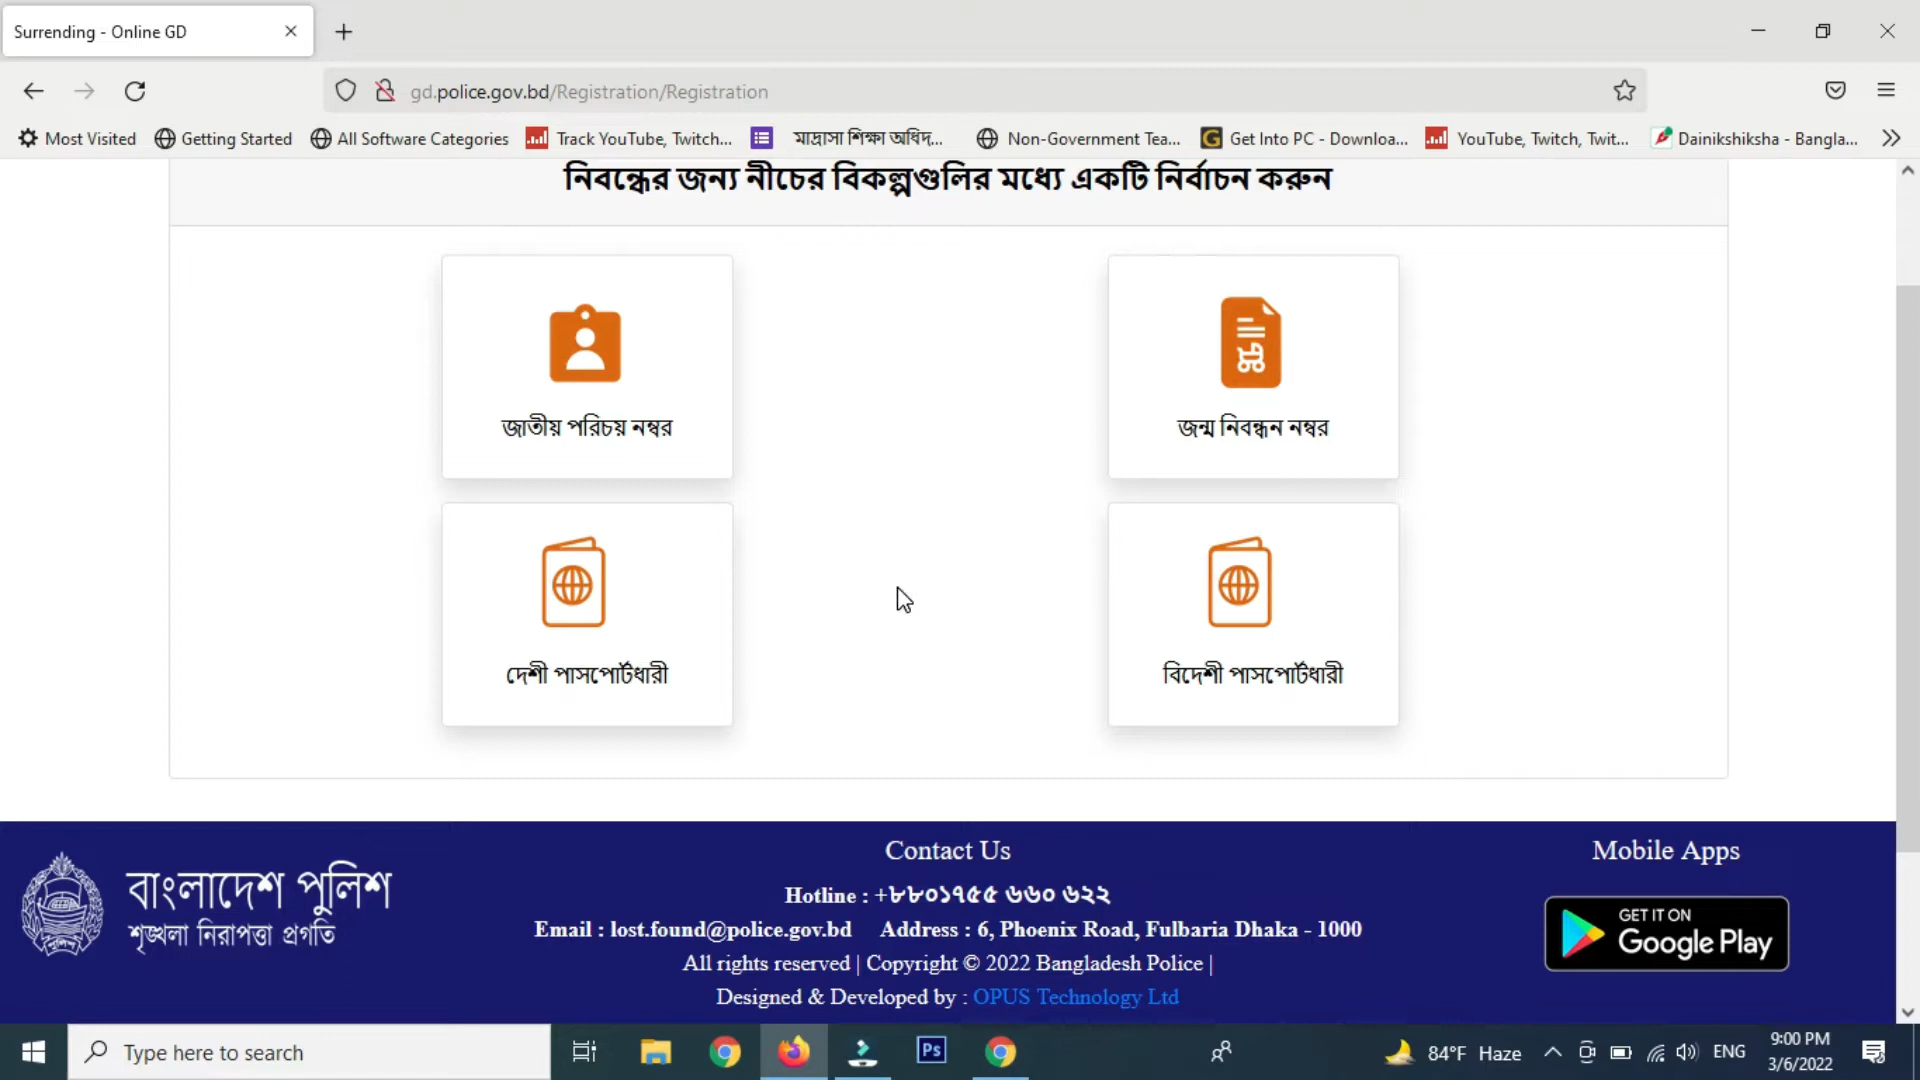 Surrending - Online GD
gd.police.gov.bd/Registration/Registration
Most Visited Getting Started All Software Categories Track YouTube, Twitch... মাদ্রাসা শিক্ষা অধিদ... Non-Government Tea... Get Into PC - Downloa... YouTube, Twitch, Twit... Dainikshiksha - Bangla...
নিবন্ধের জন্য নীচের বিকল্পগুলির মধ্যে একটি নির্বাচন করুন
জাতীয় পরিচয় নম্বর
জন্ম নিবন্ধন নম্বর
দেশী পাসপোর্টধারী
বিদেশী পাসপোর্টধারী
বাংলাদেশ পুলিশ
শৃঙ্খলা নিরাপত্তা প্রগতি
Contact Us
Hotline : +৮৮০১৭৫৫ ৬৬০ ৬২২
Email : lost.found@police.gov.bd Address : 6, Phoenix Road, Fulbaria Dhaka - 1000
All rights reserved | Copyright © 2022 Bangladesh Police |
Designed & Developed by : OPUS Technology Ltd
Mobile Apps
GET IT ON
Google Play
Type here to search
Ps
84°F Haze
ENG
9:00 PM
3/6/2022